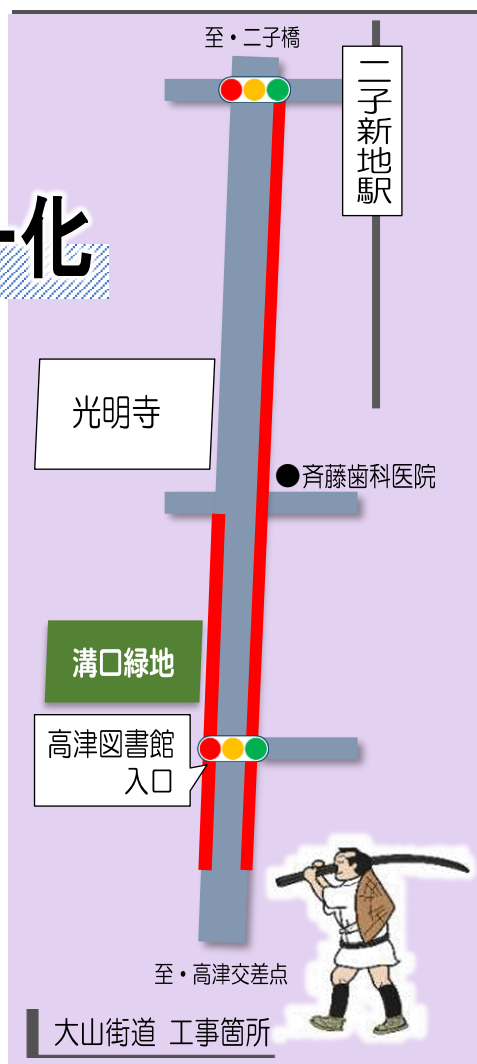 至・二子橋
二子新地駅
ー化
光明寺
●斉藤歯科医院
溝口緑地
高津図書館
入口
至・高津交差点
大山街道 工事箇所